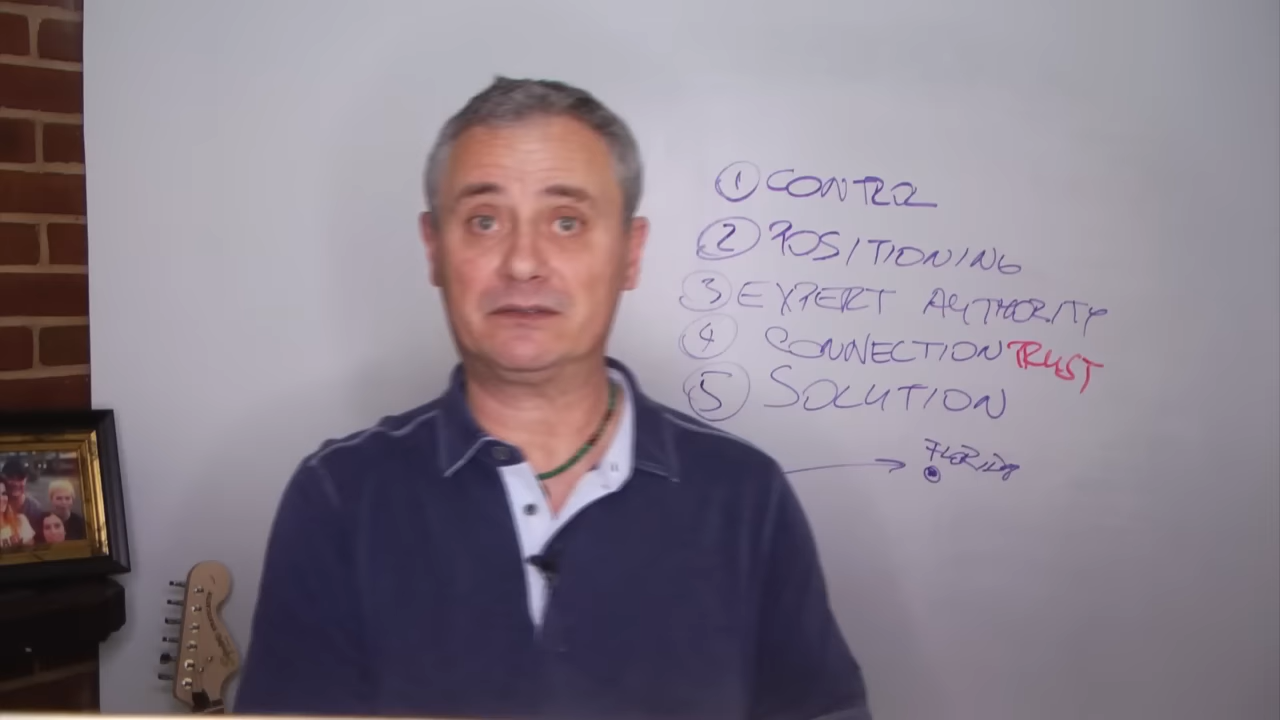 1 CONTROL
2 POSITIONING
3 EXPERT AUTHORITY
4 CONNECTION TRUST
5 SOLUTION
FLORIDA